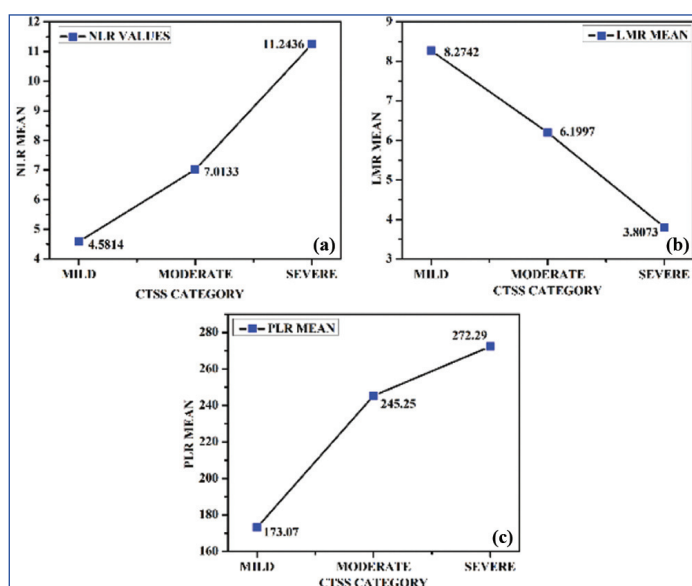 NLR VALUES
12
11
10
9
8
7
6
5
4
NLR MEAN
11.2436
7.0133
4.5814
(a)
MILD MODERATE SEVERE
CTSS CATEGORY
LMR MEAN
9
8
7
6
5
4
3
LMR MEAN
8.2742
6.1997
3.8073
(b)
MILD MODERATE SEVERE
CTSS CATEGORY
PLR MEAN
280
260
240
220
200
180
160
PLR MEAN
272.29
245.25
173.07
(c)
MILD MODERATE SEVERE
CTSS CATEGORY